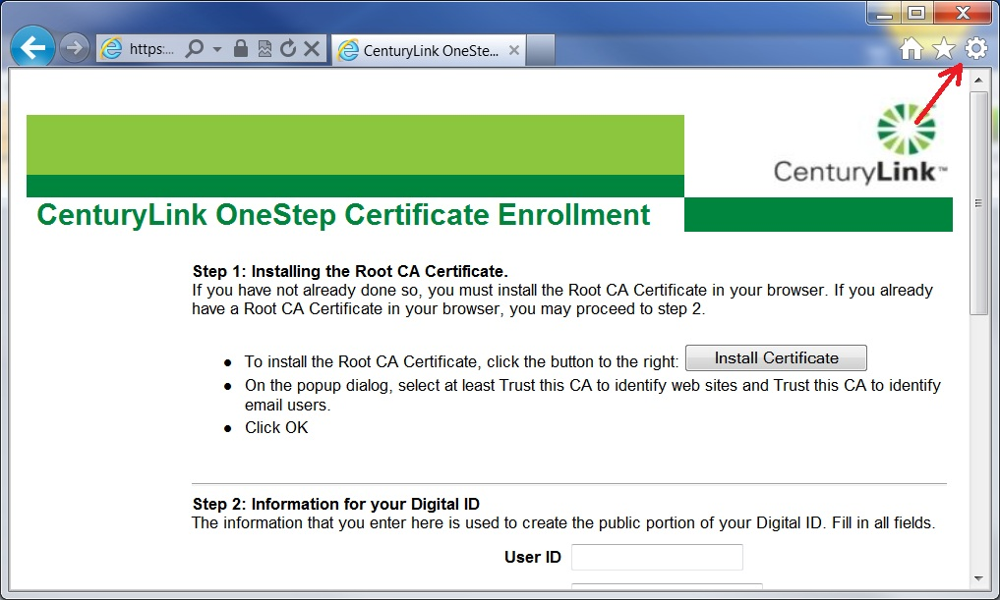 https:...
CenturyLink OneSte...
CenturyLink™
CenturyLink OneStep Certificate Enrollment
Step 1: Installing the Root CA Certificate.
If you have not already done so, you must install the Root CA Certificate in your browser. If you already
have a Root CA Certificate in your browser, you may proceed to step 2.
● To install the Root CA Certificate, click the button to the right: Install Certificate
● On the popup dialog, select at least Trust this CA to identify web sites and Trust this CA to identify
email users.
● Click OK
Step 2: Information for your Digital ID
The information that you enter here is used to create the public portion of your Digital ID. Fill in all fields.
User ID